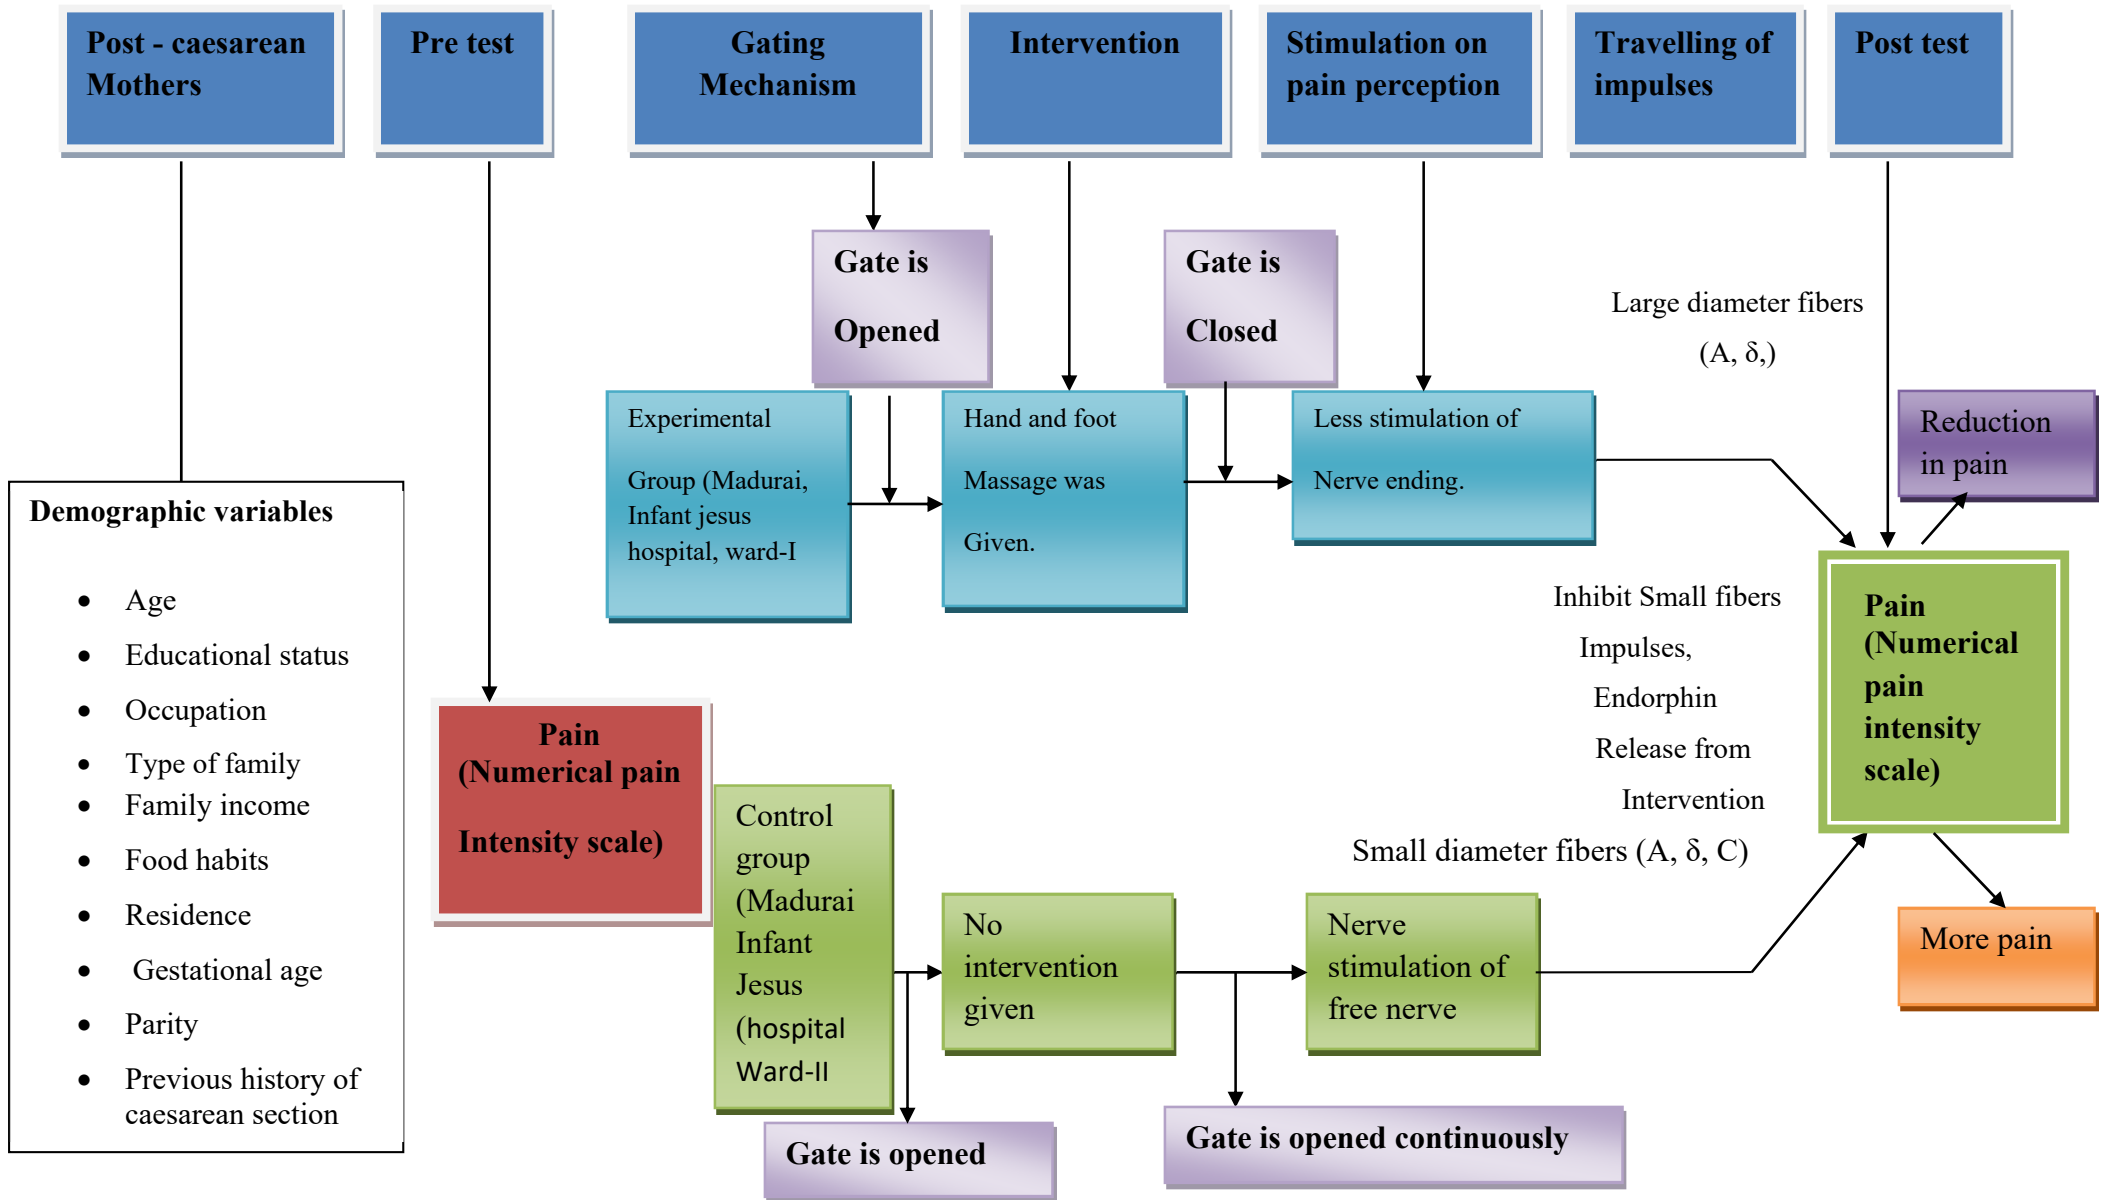 Post - caesarean
Mothers
Pre test
Gating
Mechanism
Intervention
Stimulation on
pain perception
Travelling of
impulses
Post test
Gate is
Opened
Gate is
Closed
Large diameter fibers
(A, δ,)
Experimental
Group (Madurai,
Infant jesus
hospital, ward-I
Hand and foot
Massage was
Given.
Less stimulation of
Nerve ending.
Reduction
in pain
Demographic variables
• Age
• Educational status
• Occupation
• Type of family
• Family income
• Food habits
• Residence
• Gestational age
• Parity
• Previous history of
caesarean section
Pain
(Numerical pain
Intensity scale)
Inhibit Small fibers
Impulses,
Endorphin
Release from
Intervention
Small diameter fibers (A, δ, C)
Pain
(Numerical
pain
intensity
scale)
Control
group
(Madurai
Infant
Jesus
(hospital
Ward-II
No
intervention
given
Nerve
stimulation of
free nerve
More pain
Gate is opened
Gate is opened continuously